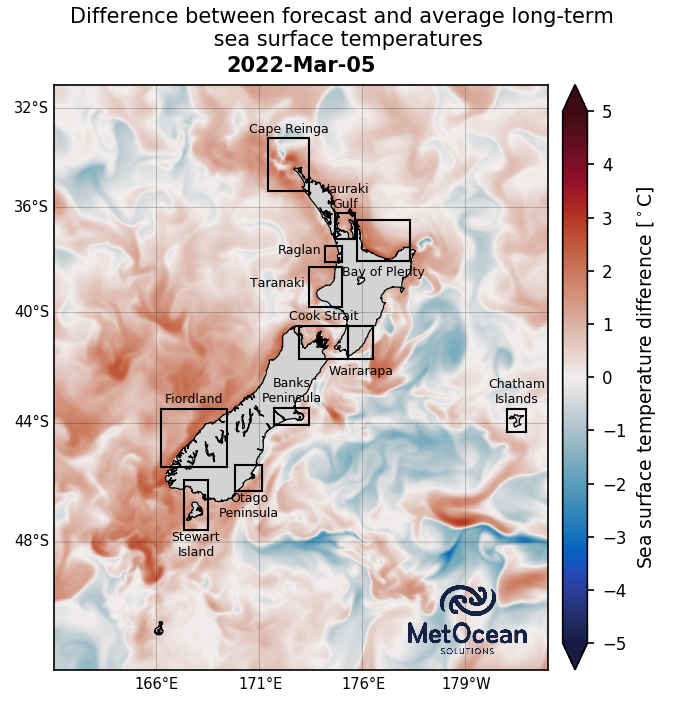 Difference between forecast and average long-term
sea surface temperatures
2022-Mar-05
32°S
36°S
40°S
44°S
48°S
Cape Reinga
Hauraki
Gulf
Raglan
Bay of Plenty
Taranaki
Cook Strait
Wairarapa
Banks
Peninsula
Chatham
Islands
Fiordland
Otago
Peninsula
Stewart
Island
MetOcean
SOLUTIONS
166°E
171°E
176°E
179°W
5
4
3
2
1
0
−1
−2
−3
−4
−5
Sea surface temperature difference [°C]